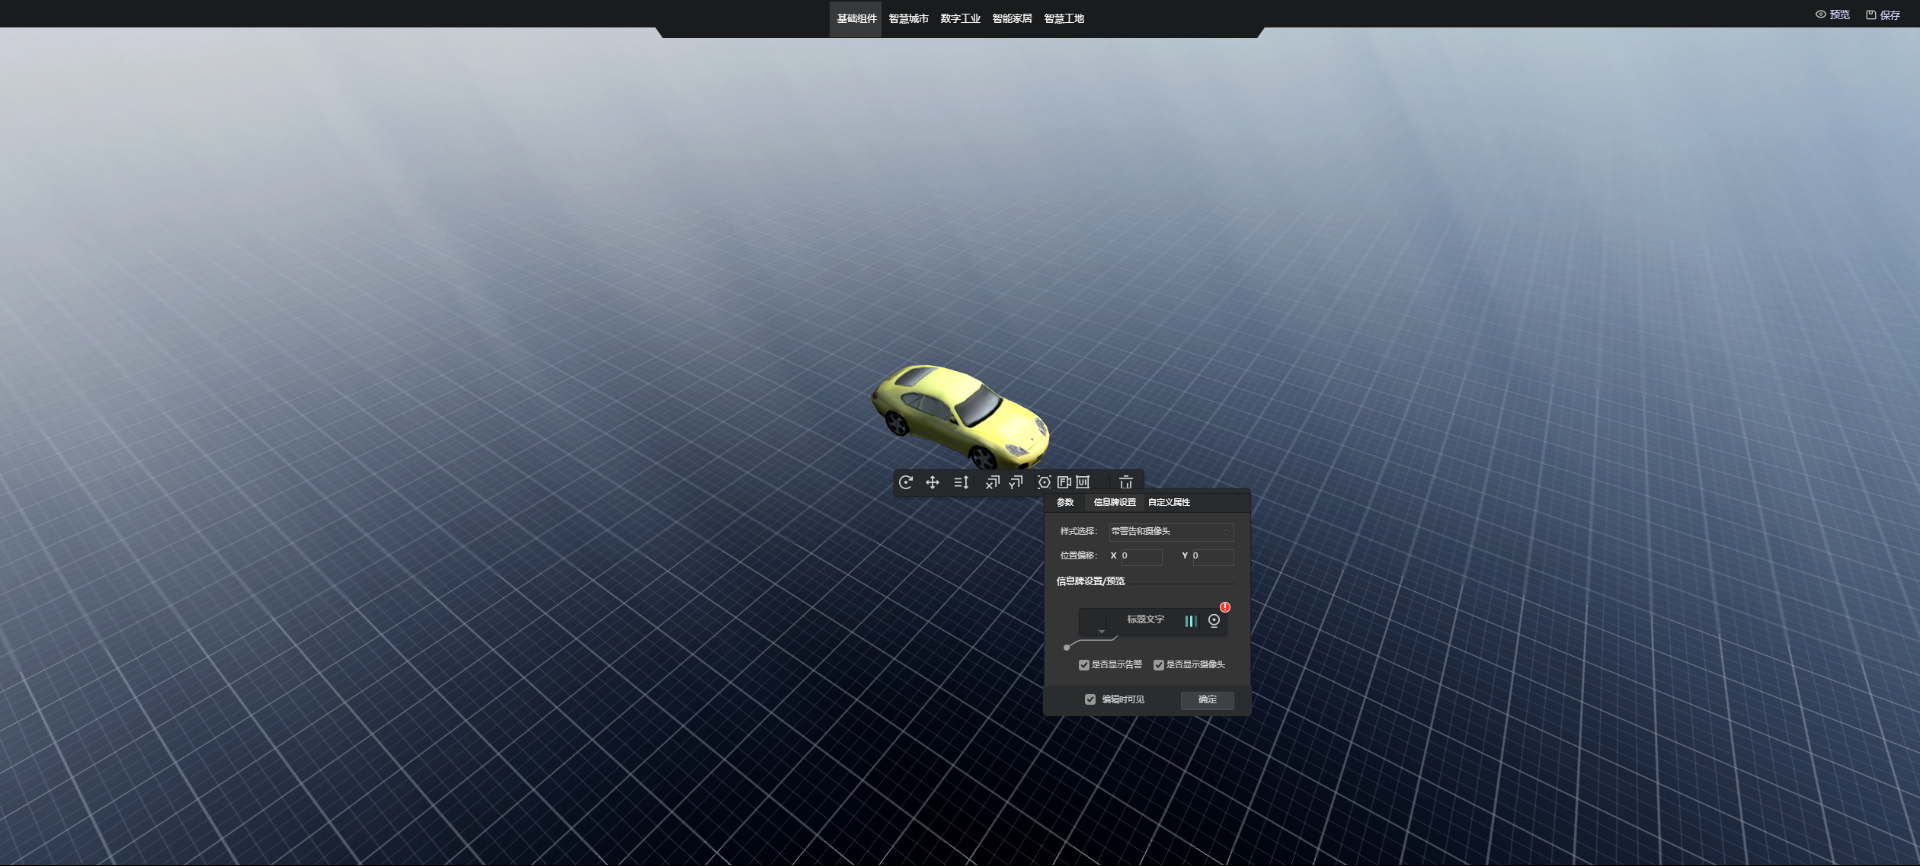 基础组件 智慧城市 数字工业 智能家居 智慧工地
预览 保存
参数 信息牌设置 自定义属性
样式选择: 带警告和摄像头
位置偏移: X 0 Y 0
信息牌设置/预览
标题文字
是否显示告警 是否显示摄像头
编辑时可见 确定